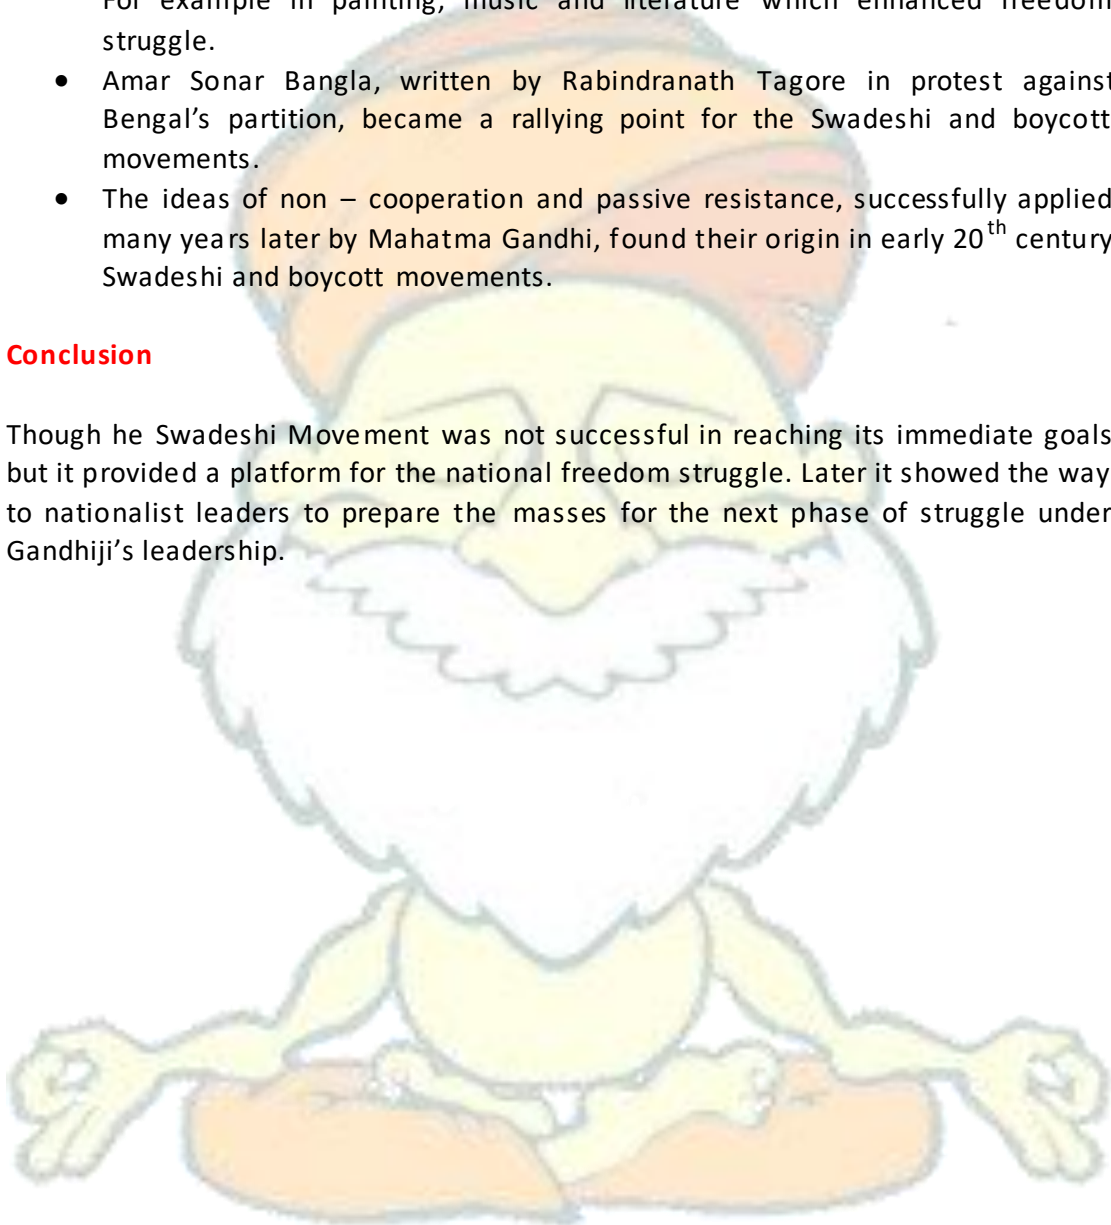 For example in painting, music and literature which enhanced freedom
struggle.
• Amar Sonar Bangla, written by Rabindranath Tagore in protest against
Bengal’s partition, became a rallying point for the Swadeshi and boycott
movements.
• The ideas of non – cooperation and passive resistance, successfully applied
many years later by Mahatma Gandhi, found their origin in early 20th century
Swadeshi and boycott movements.
Conclusion
Though he Swadeshi Movement was not successful in reaching its immediate goals
but it provided a platform for the national freedom struggle. Later it showed the way
to nationalist leaders to prepare the masses for the next phase of struggle under
Gandhiji’s leadership.